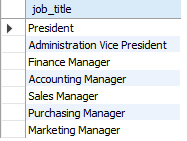 job_title
President
Administration Vice President
Finance Manager
Accounting Manager
Sales Manager
Purchasing Manager
Marketing Manager